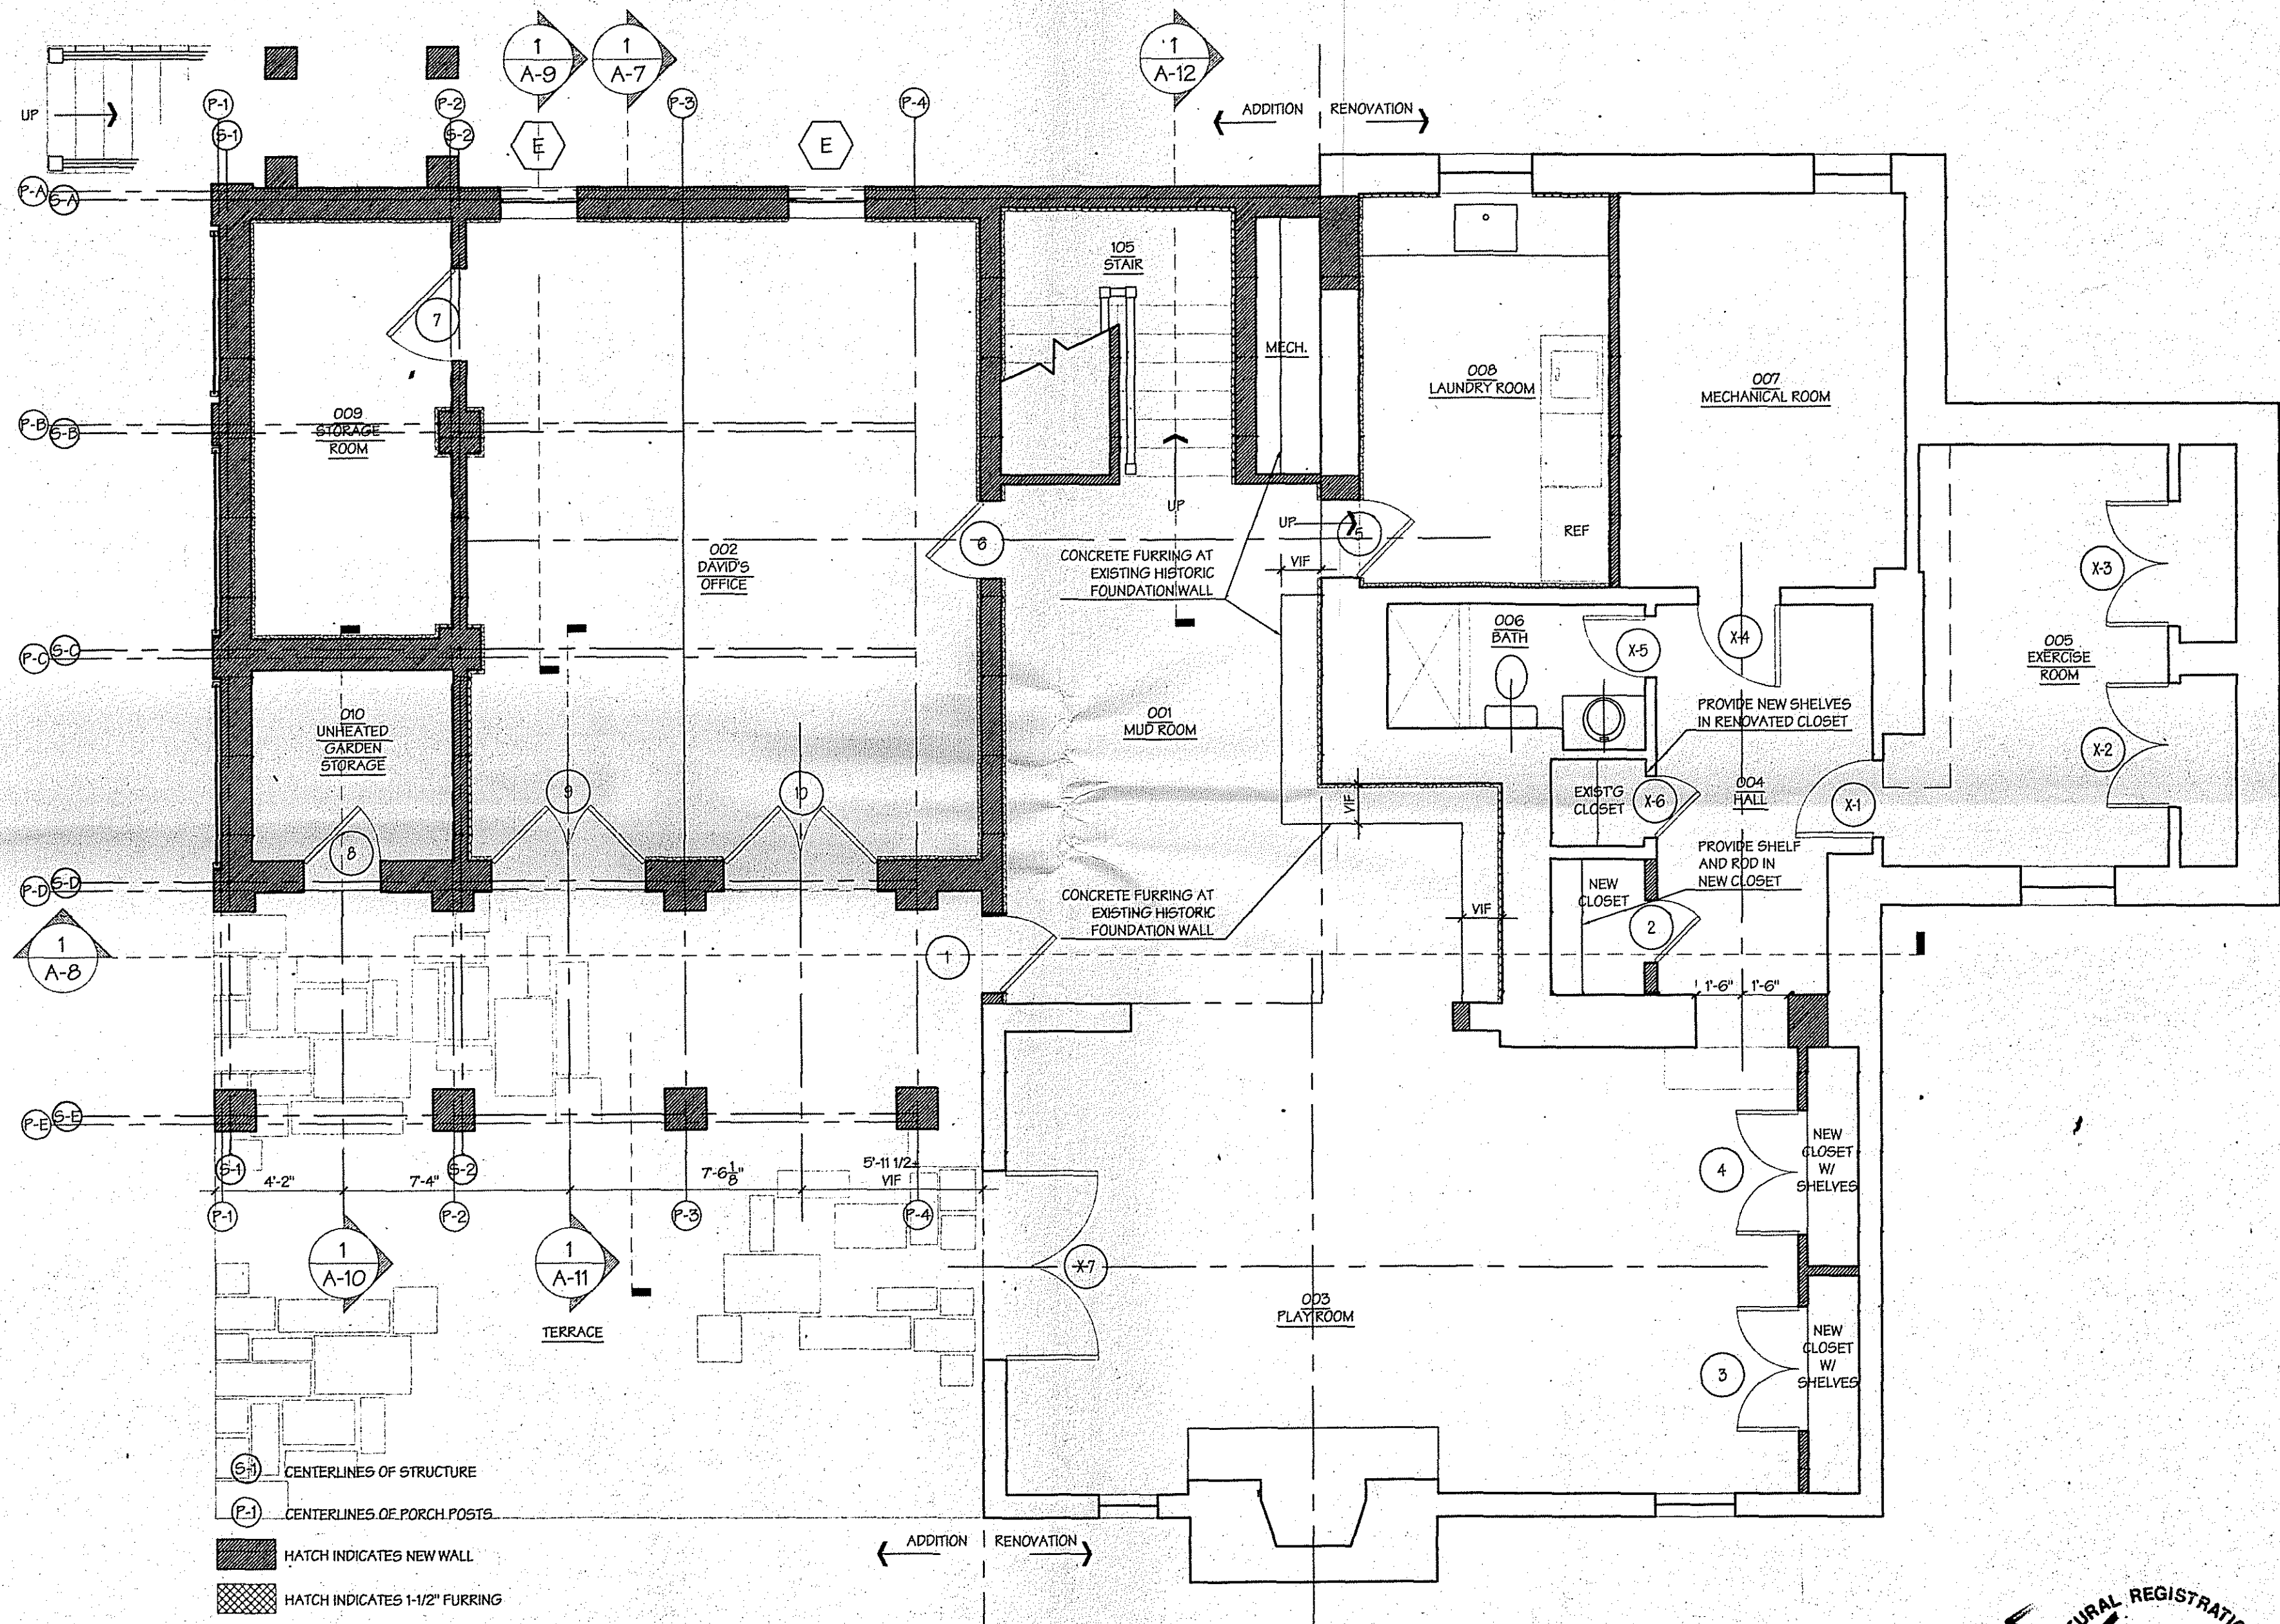 1
A-9
1
A-7
1
A-12
P-1
P-2
P-3
P-4
S-1
S-2
UP
E
E
ADDITION
RENOVATION
P-A
S-A
105
STAIR
7
MECH.
008
LAUNDRY ROOM
007
MECHANICAL ROOM
P-B
S-B
009
STORAGE
ROOM
UP
UP
5
REF
6
002
DAVID'S
OFFICE
CONCRETE FURRING AT
EXISTING HISTORIC
FOUNDATION WALL
VIF
X-3
P-C
S-C
006
BATH
X-5
X-4
005
EXERCISE
ROOM
010
UNHEATED
GARDEN
STORAGE
001
MUD ROOM
PROVIDE NEW SHELVES
IN RENOVATED CLOSET
X-2
9
10
VIF
EXIST'G
CLOSET
X-6
004
HALL
X-1
8
PROVIDE SHELF
AND ROD IN
NEW CLOSET
P-D
S-D
NEW
CLOSET
CONCRETE FURRING AT
EXISTING HISTORIC
FOUNDATION WALL
VIF
2
1
A-8
1
1'-6"
1'-6"
P-E
S-E
S-1
S-2
4'-2"
7'-4"
7'-6 1/8"
5'-11 1/2±
VIF
P-1
P-2
P-3
P-4
4
NEW
CLOSET
W/
SHELVES
1
A-10
1
A-11
X-7
TERRACE
003
PLAY ROOM
3
NEW
CLOSET
W/
SHELVES
S-1
CENTERLINES OF STRUCTURE
P-1
CENTERLINES OF PORCH POSTS
HATCH INDICATES NEW WALL
HATCH INDICATES 1-1/2" FURRING
ADDITION
RENOVATION